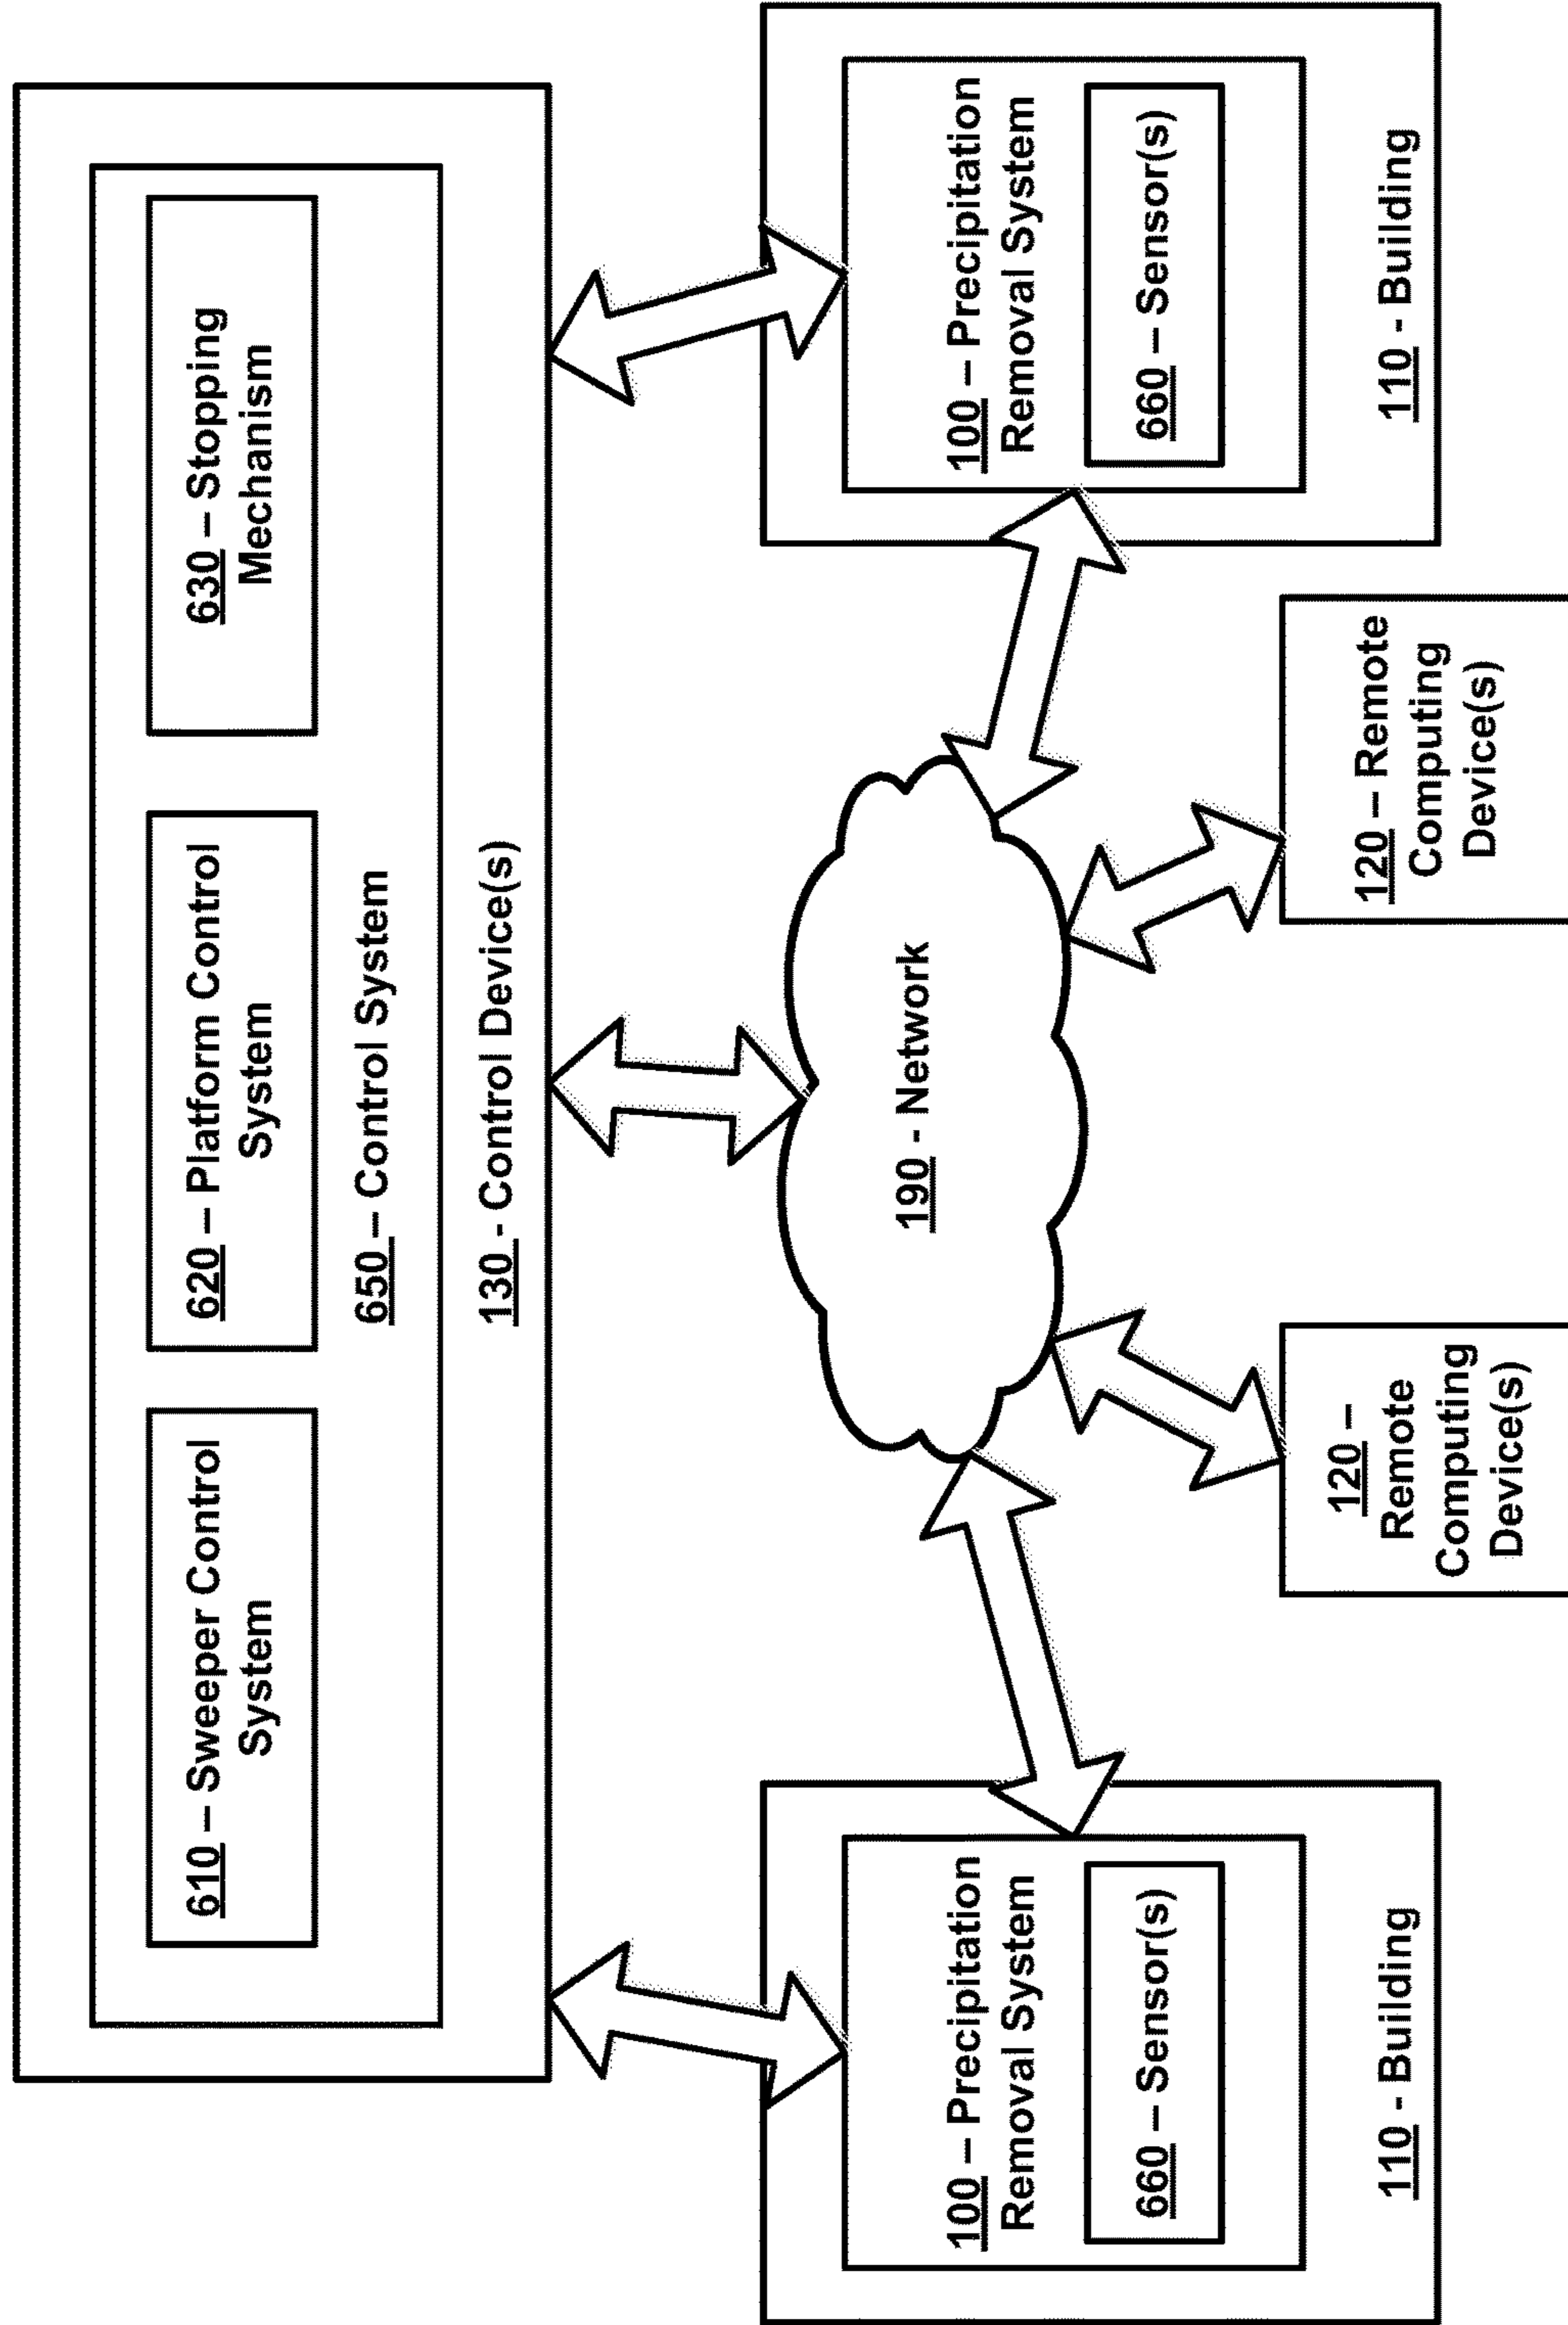 610 – Sweeper Control
System
620 – Platform Control
System
630 – Stopping
Mechanism
650 – Control System
130 - Control Device(s)
190 - Network
100 – Precipitation
Removal System
660 – Sensor(s)
110 - Building
120 –
Remote
Computing
Device(s)
120 – Remote
Computing
Device(s)
100 – Precipitation
Removal System
660 – Sensor(s)
110 - Building